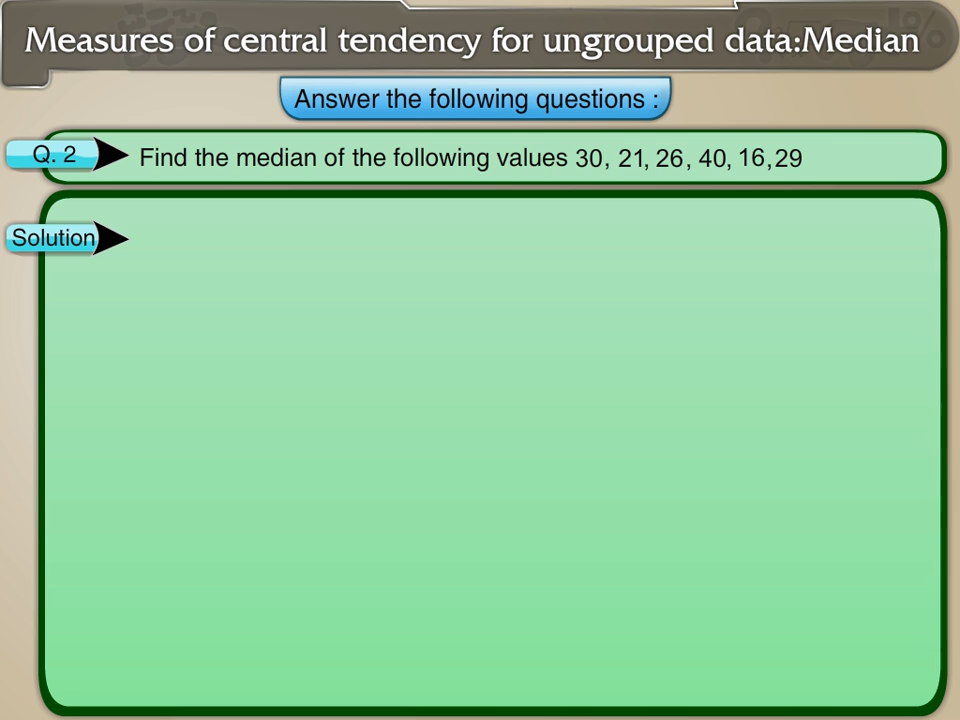 Measures of central tendency for ungrouped data:Median
Answer the following questions :
Q. 2
Find the median of the following values 30, 21, 26, 40, 16, 29
Solution